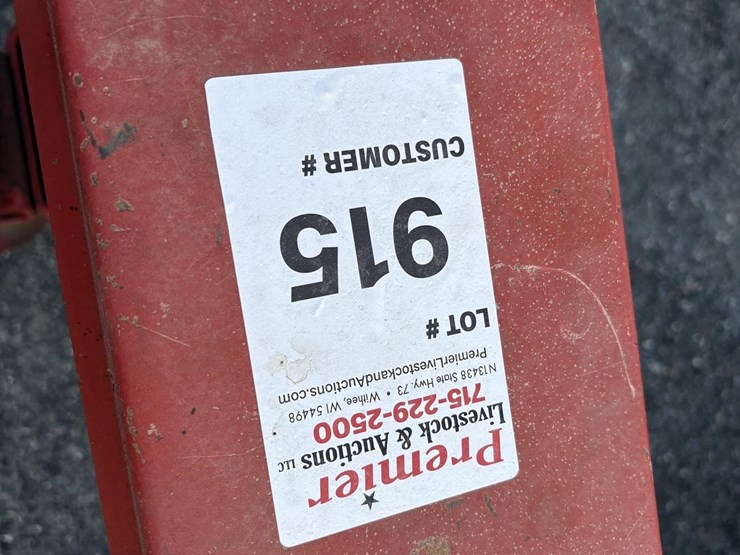 Premier
Livestock & Auctions LLC
715-229-2500
N13438 State Hwy. 73 • Withee, WI 54498
PremierLivestockandAuctions.com
LOT #
915
CUSTOMER #